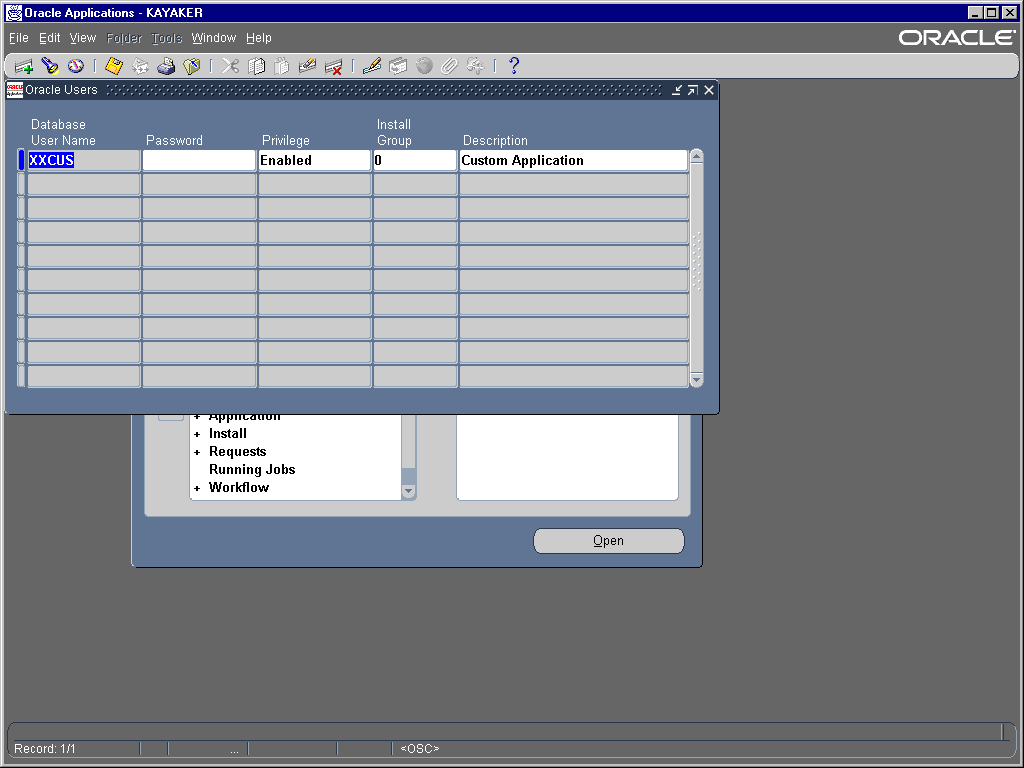 Oracle Applications - KAYAKER
File Edit View Folder Tools Window Help
ORACLE
Oracle Users
Database
User Name
Password
Privilege
Install
Group
Description
XXCUS
Enabled
0
Custom Application
+ Application
+ Install
+ Requests
Running Jobs
+ Workflow
Open
Record: 1/1
...
<OSC>